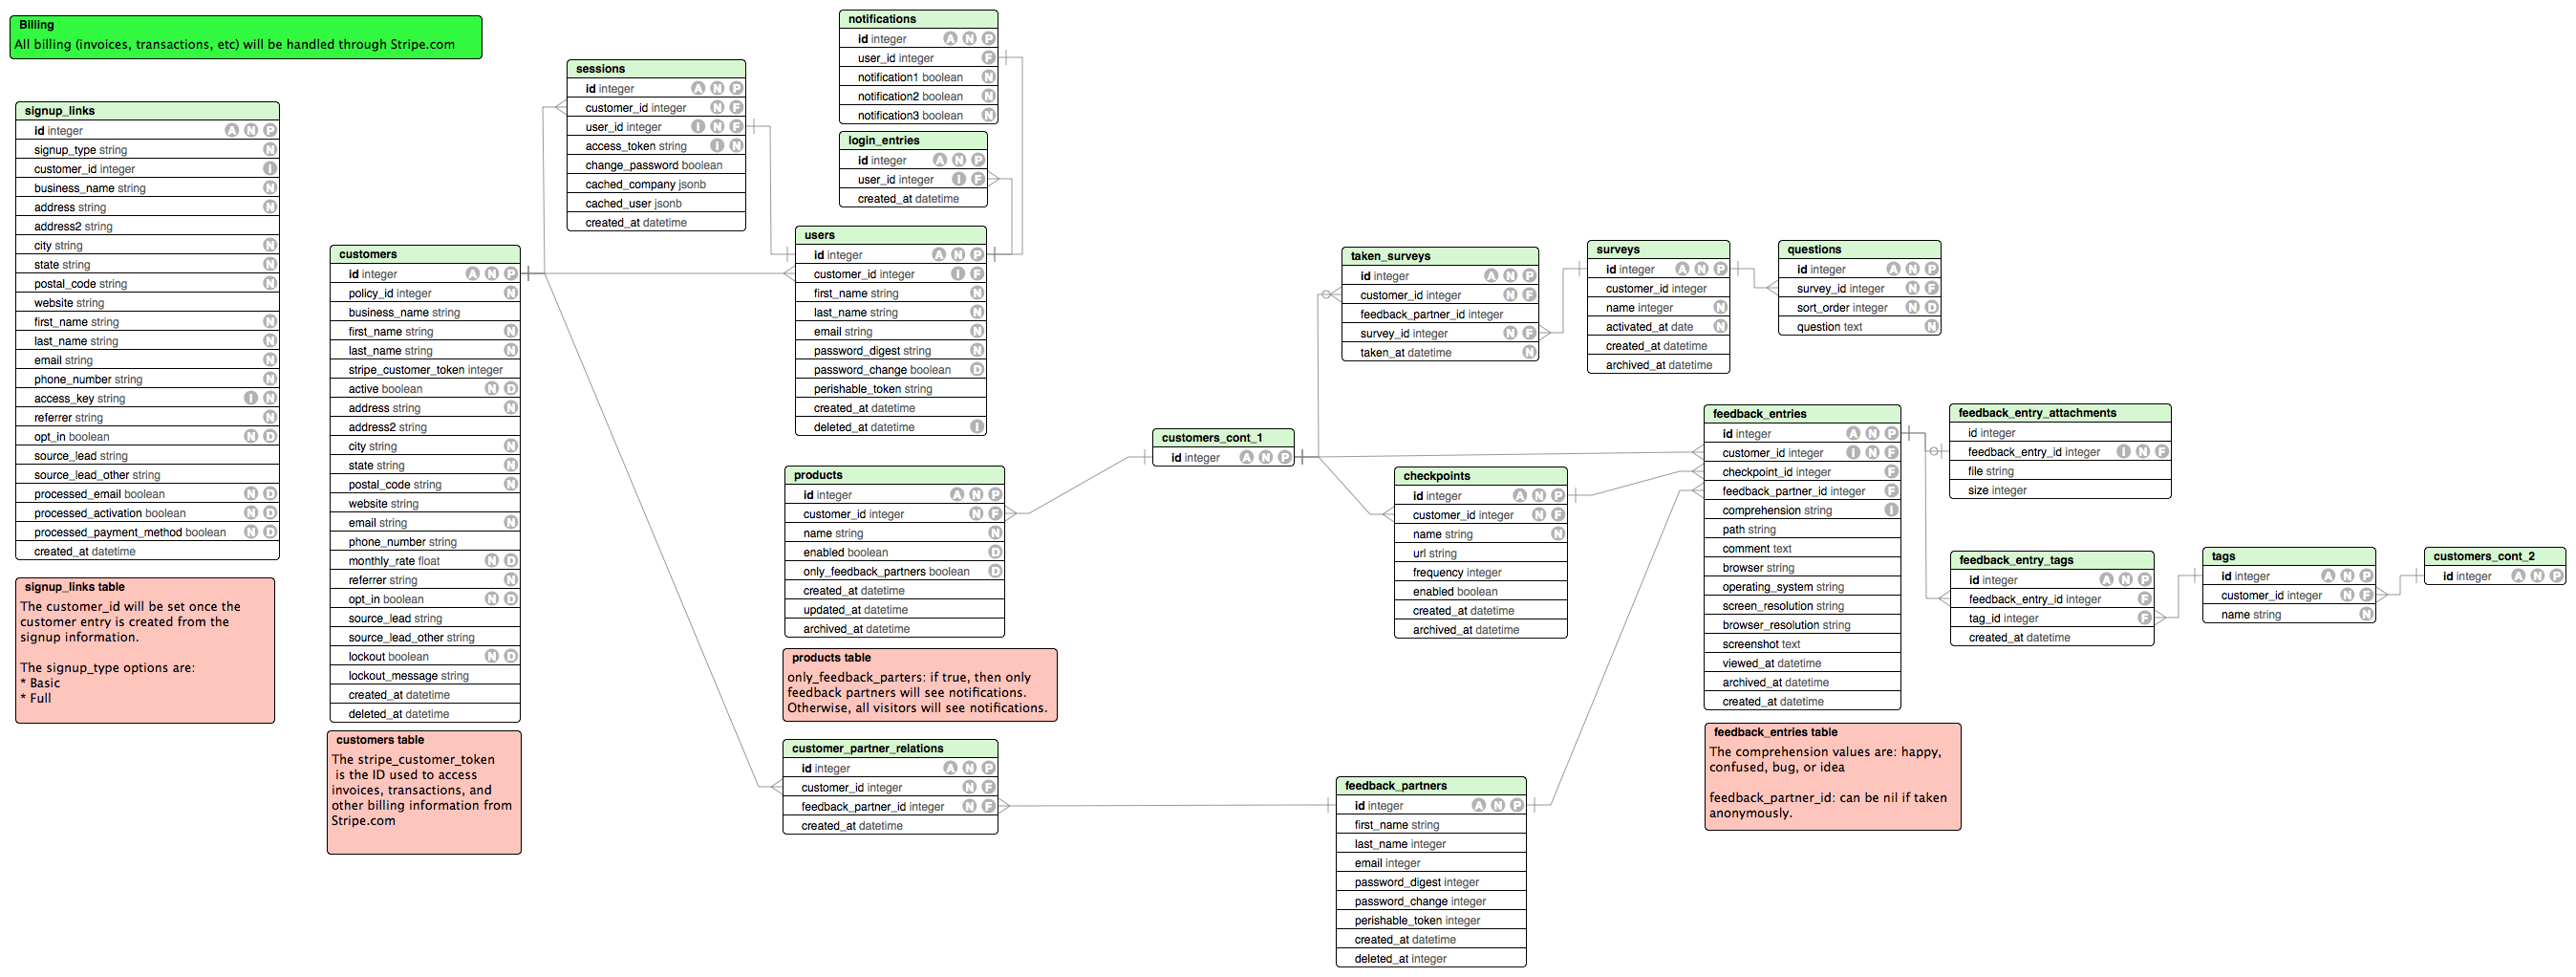 Billing
All billing (invoices, transactions, etc) will be handled through Stripe.com
signup_links
id integer A N P
signup_type string N
customer_id integer I
business_name string N
address string N
address2 string
city string N
state string N
postal_code string N
website string
first_name string N
last_name string N
email string N
phone_number string N
access_key string I N
referrer string N
opt_in boolean N D
source_lead string
source_lead_other string
processed_email boolean N D
processed_activation boolean N D
processed_payment_method boolean N D
created_at datetime
signup_links table
The customer_id will be set once the
customer entry is created from the
signup information.
The signup_type options are:
* Basic
* Full
customers
id integer A N P
policy_id integer N
business_name string
first_name string N
last_name string N
stripe_customer_token integer
active boolean N D
address string N
address2 string
city string N
state string N
postal_code string N
website string
email string N
phone_number string
monthly_rate float N D
referrer string N
opt_in boolean N D
source_lead string
source_lead_other string
lockout boolean N D
lockout_message string
created_at datetime
deleted_at datetime
customers table
The stripe_customer_token
is the ID used to access
invoices, transactions, and
other billing information from
Stripe.com
sessions
id integer A N P
customer_id integer N F
user_id integer I N F
access_token string I N
change_password boolean
cached_company jsonb
cached_user jsonb
created_at datetime
notifications
id integer A N P
user_id integer F
notification1 boolean N
notification2 boolean N
notification3 boolean N
login_entries
id integer A N P
user_id integer I F
created_at datetime
users
id integer A N P
customer_id integer I F
first_name string N
last_name string N
email string N
password_digest string N
password_change boolean D
perishable_token string
created_at datetime
deleted_at datetime I
products
id integer A N P
customer_id integer N F
name string N
enabled boolean D
only_feedback_partners boolean D
created_at datetime
updated_at datetime
archived_at datetime
products table
only_feedback_parters: if true, then only
feedback partners will see notifications.
Otherwise, all visitors will see notifications.
customer_partner_relations
id integer A N P
customer_id integer N F
feedback_partner_id integer N F
created_at datetime
customers_cont_1
id integer A N P
taken_surveys
id integer A N P
customer_id integer N F
feedback_partner_id integer
survey_id integer N F
taken_at datetime N
surveys
id integer A N P
customer_id integer
name integer N
activated_at date N
created_at datetime
archived_at datetime
questions
id integer A N P
survey_id integer N F
sort_order integer N D
question text N
checkpoints
id integer A N P
customer_id integer N F
name string N
url string
frequency integer
enabled boolean
created_at datetime
archived_at datetime
feedback_partners
id integer A N P
first_name string
last_name integer
email integer
password_digest integer
password_change integer
perishable_token integer
created_at datetime
deleted_at integer
feedback_entries
id integer A N P
customer_id integer I N F
checkpoint_id integer F
feedback_partner_id integer F
comprehension string I
path string
comment text
browser string
operating_system string
screen_resolution string
browser_resolution string
screenshot text
viewed_at datetime
archived_at datetime
created_at datetime
feedback_entries table
The comprehension values are: happy,
confused, bug, or idea
feedback_partner_id: can be nil if taken
anonymously.
feedback_entry_attachments
id integer
feedback_entry_id integer I N F
file string
size integer
feedback_entry_tags
id integer A N P
feedback_entry_id integer F
tag_id integer F
created_at datetime
tags
id integer A N P
customer_id integer N F
name string N
customers_cont_2
id integer A N P